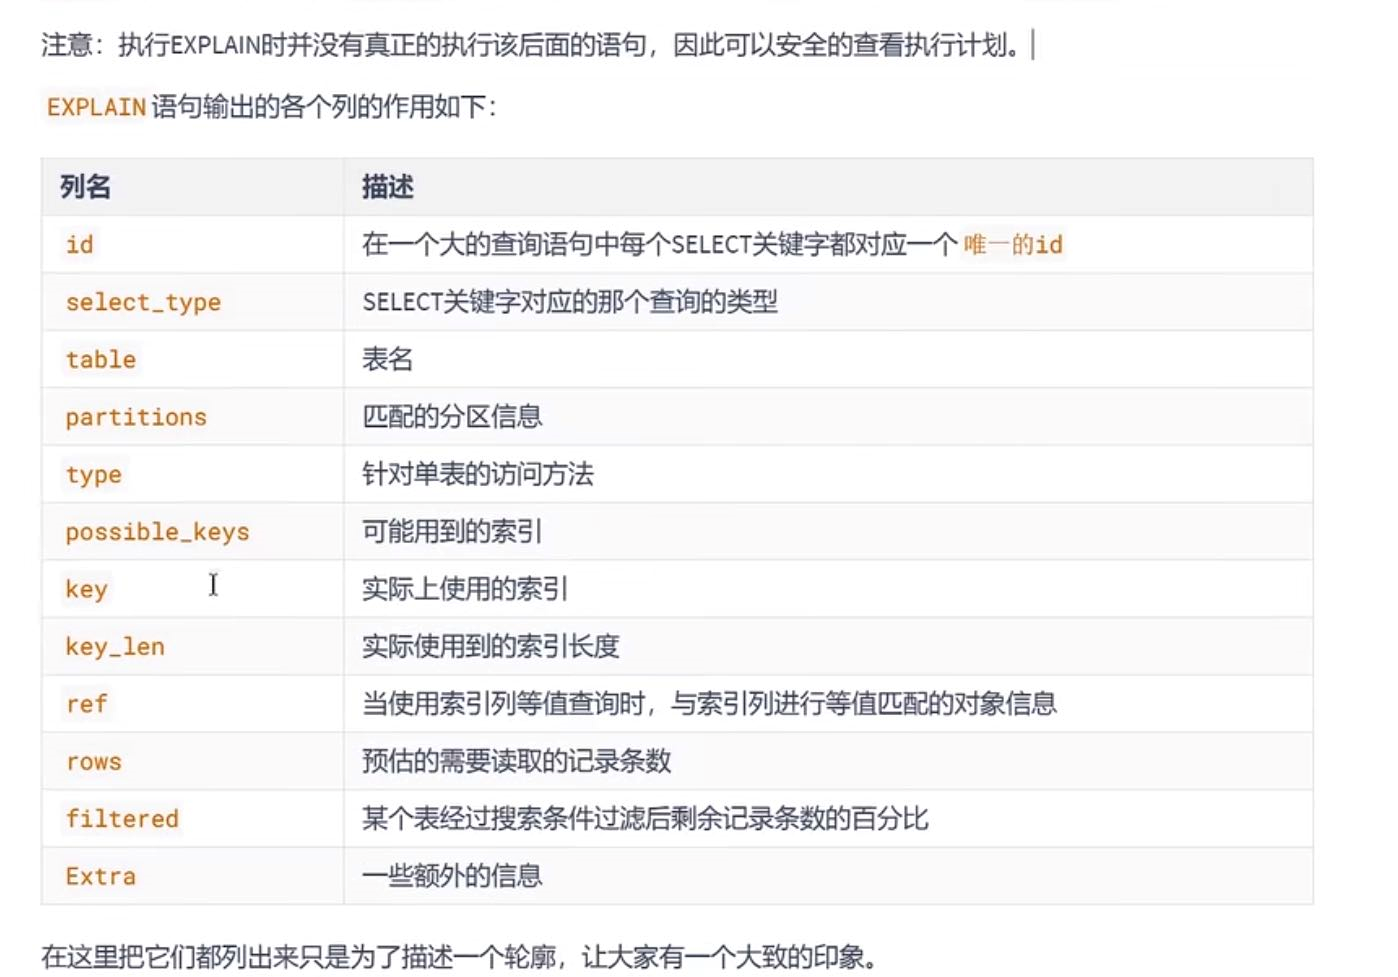 注意：执行EXPLAIN时并没有真正的执行该后面的语句，因此可以安全的查看执行计划。
EXPLAIN 语句输出的各个列的作用如下：
列名 描述
id 在一个大的查询语句中每个SELECT关键字都对应一个 唯一的id
select_type SELECT关键字对应的那个查询的类型
table 表名
partitions 匹配的分区信息
type 针对单表的访问方法
possible_keys 可能用到的索引
key 实际上使用的索引
key_len 实际使用到的索引长度
ref 当使用索引列等值查询时，与索引列进行等值匹配的对象信息
rows 预估的需要读取的记录条数
filtered 某个表经过搜索条件过滤后剩余记录条数的百分比
Extra 一些额外的信息
在这里把它们都列出来只是为了描述一个轮廓，让大家有一个大致的印象。